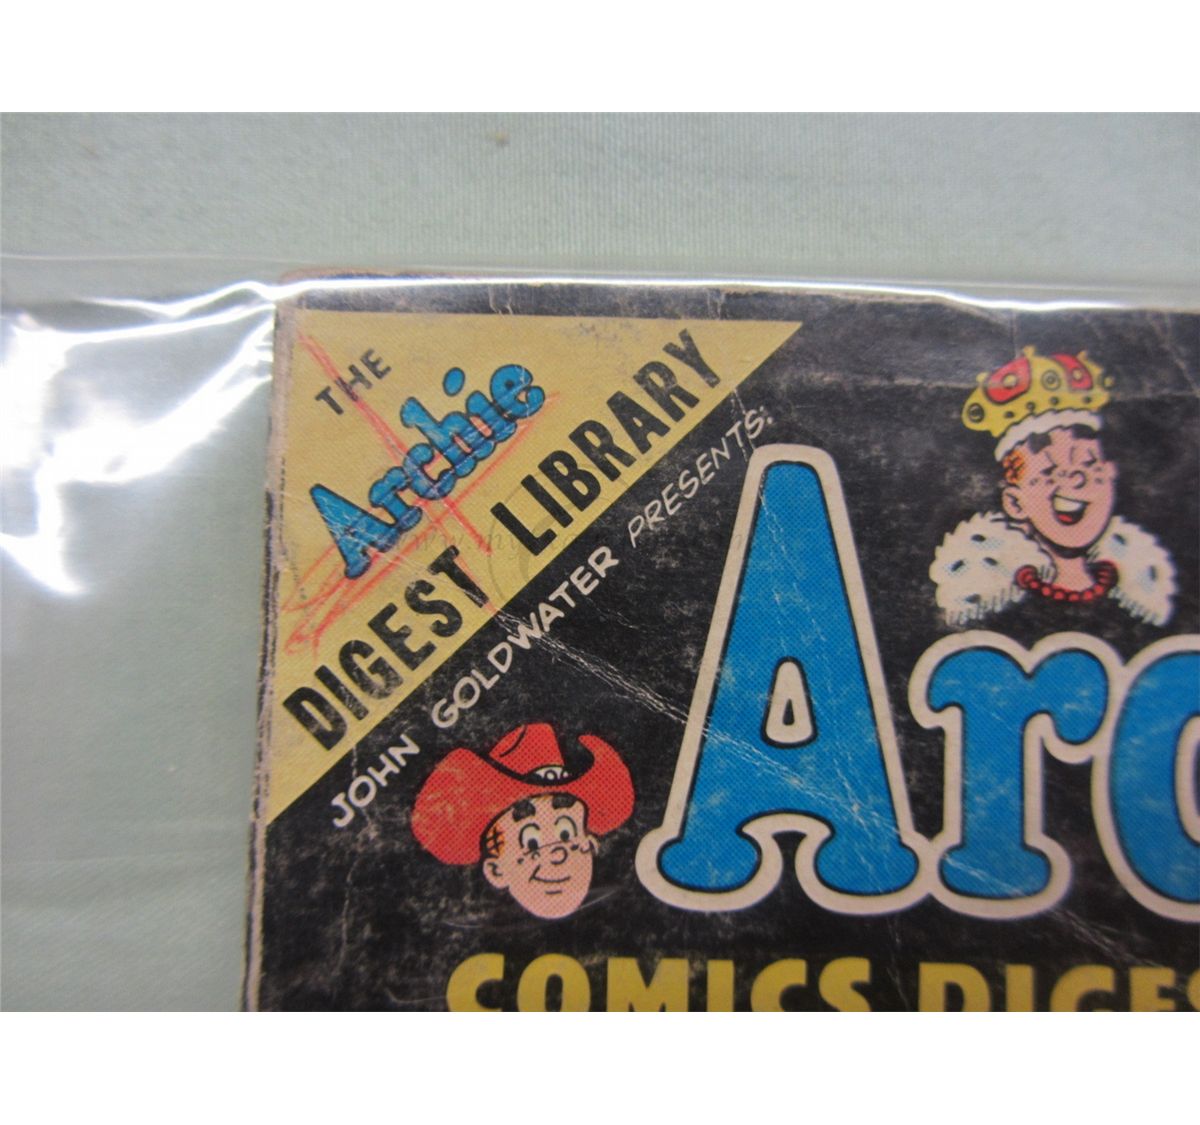 THE
Archie
DIGEST LIBRARY
JOHN GOLDWATER PRESENTS:
Arc
COMICS DIGES